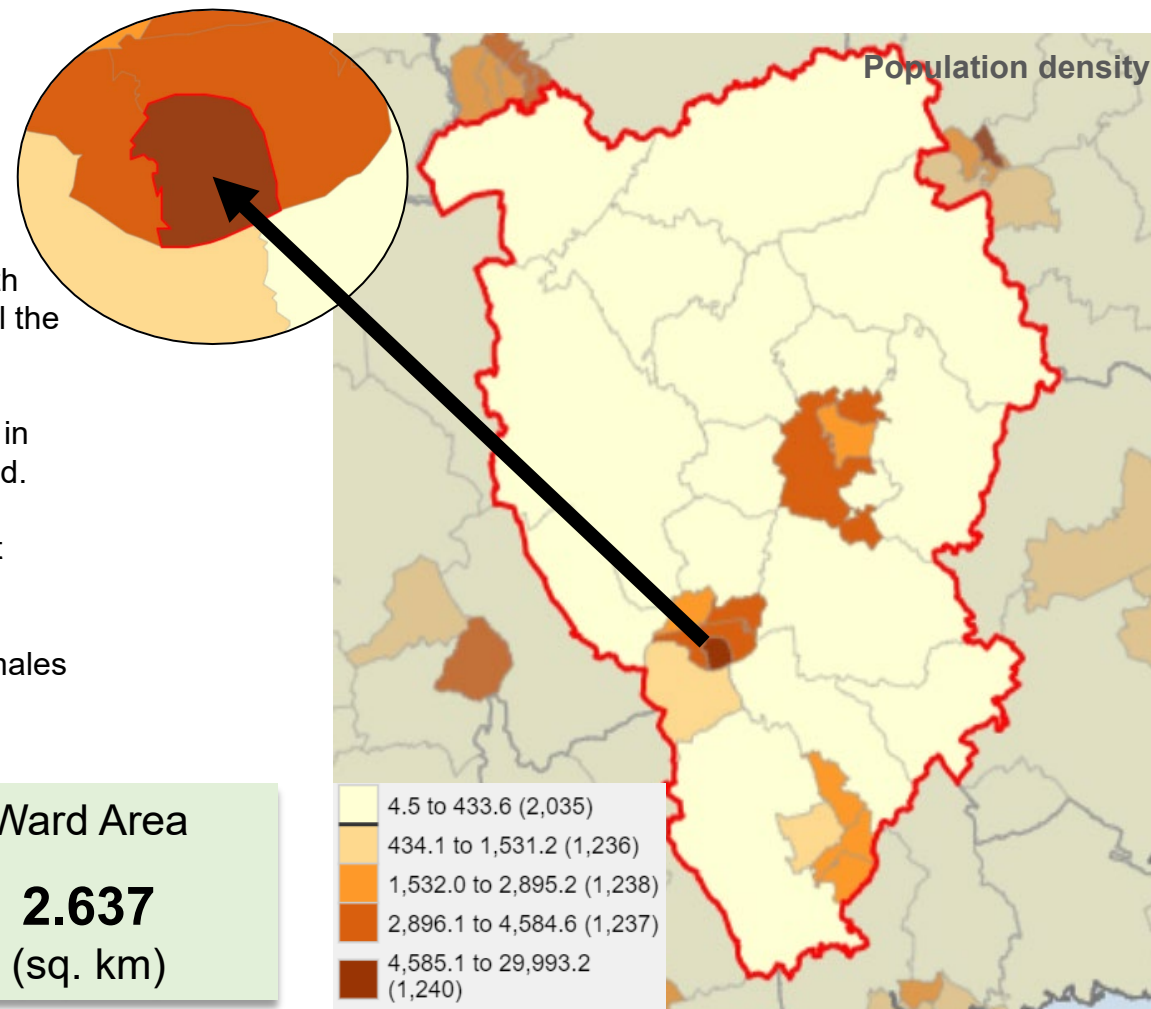 Population density
l the
in
d.
t
nales
Ward Area
2.637
(sq. km)
4.5 to 433.6 (2,035)
434.1 to 1,531.2 (1,236)
1,532.0 to 2,895.2 (1,238)
2,896.1 to 4,584.6 (1,237)
4,585.1 to 29,993.2
(1,240)